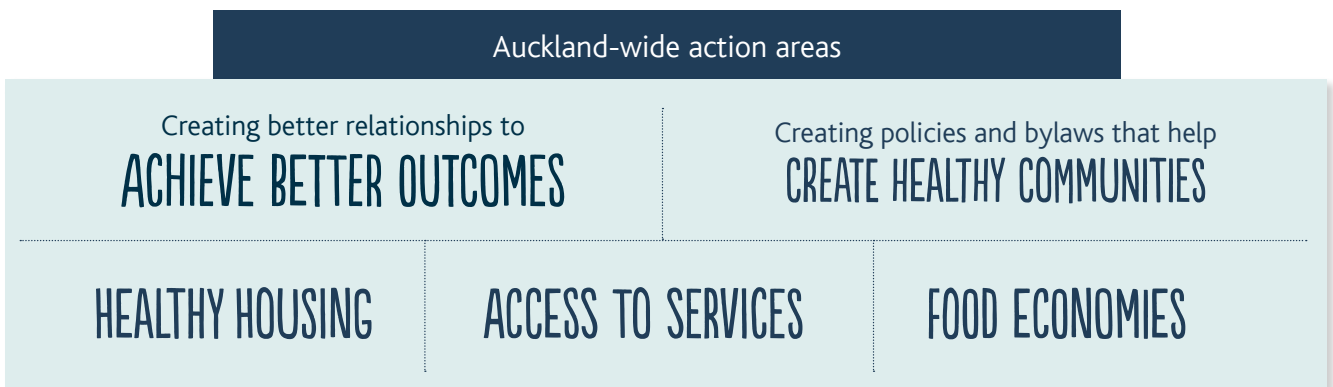 Auckland-wide action areas
Creating better relationships to
ACHIEVE BETTER OUTCOMES
Creating policies and bylaws that help
CREATE HEALTHY COMMUNITIES
HEALTHY HOUSING
ACCESS TO SERVICES
FOOD ECONOMIES